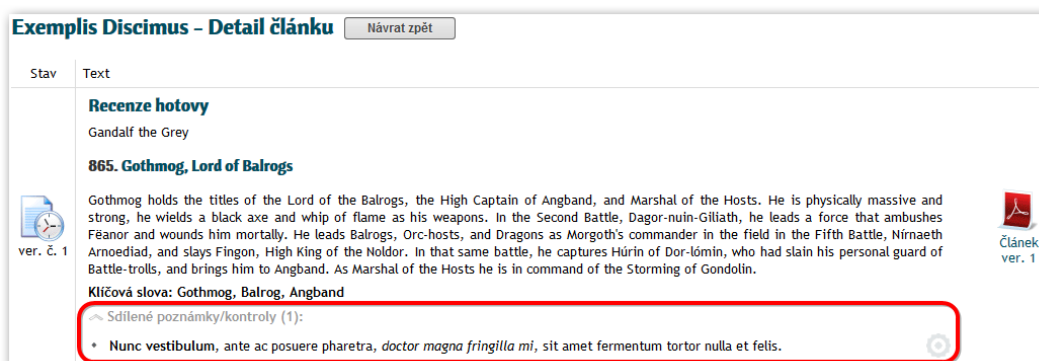 Exemplis Discimus – Detail článku Návrat zpět
Stav Text
Recenze hotovy
Gandalf the Grey
865. Gothmog, Lord of Balrogs
Gothmog holds the titles of the Lord of the Balrogs, the High Captain of Angband, and Marshal of the Hosts. He is physically massive and
strong, he wields a black axe and whip of flame as his weapons. In the Second Battle, Dagor-nuin-Giliath, he leads a force that ambushes
Fëanor and wounds him mortally. He leads Balrogs, Orc-hosts, and Dragons as Morgoth's commander in the field in the Fifth Battle, Nírnaeth
Arnoediad, and slays Fingon, High King of the Noldor. In that same battle, he captures Húrin of Dor-lómin, who had slain his personal guard of
Battle-trolls, and brings him to Angband. As Marshal of the Hosts he is in command of the Storming of Gondolin.
ver. č. 1
Článek
ver. 1
Klíčová slova: Gothmog, Balrog, Angband
Sdílené poznámky/kontroly (1):
• Nunc vestibulum, ante ac posuere pharetra, doctor magna fringilla mi, sit amet fermentum tortor nulla et felis.